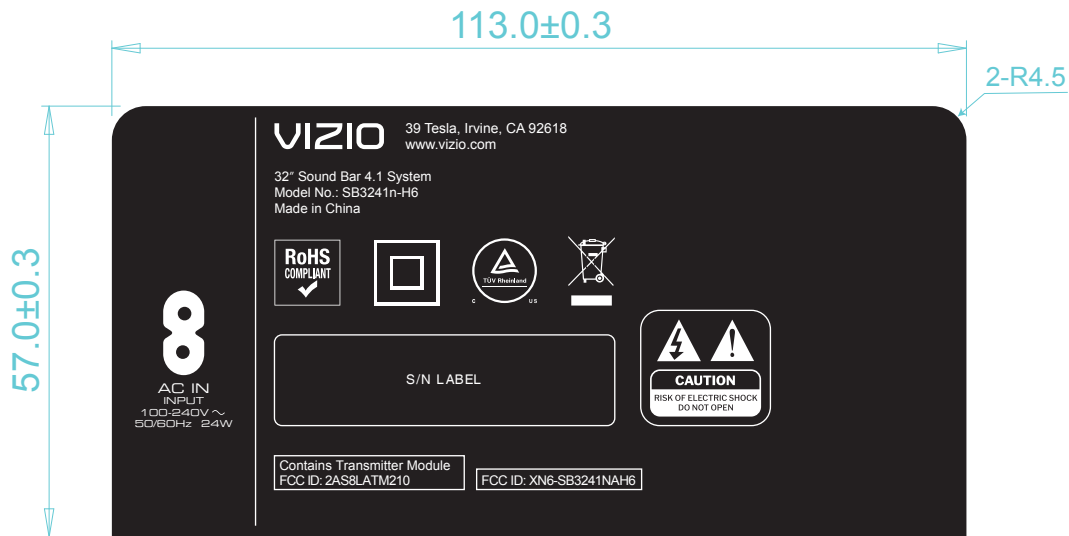 113.0±0.3
2-R4.5
57.0±0.3
VIZIO
39 Tesla, Irvine, CA 92618
www.vizio.com
32″ Sound Bar 4.1 System
Model No.: SB3241n-H6
Made in China
RoHS
COMPLIANT
TÜV Rheinland
C US
AC IN
INPUT
100-240V～
50/60Hz 24W
S/N LABEL
CAUTION
RISK OF ELECTRIC SHOCK
DO NOT OPEN
Contains Transmitter Module
FCC ID: 2AS8LATM210
FCC ID: XN6-SB3241NAH6